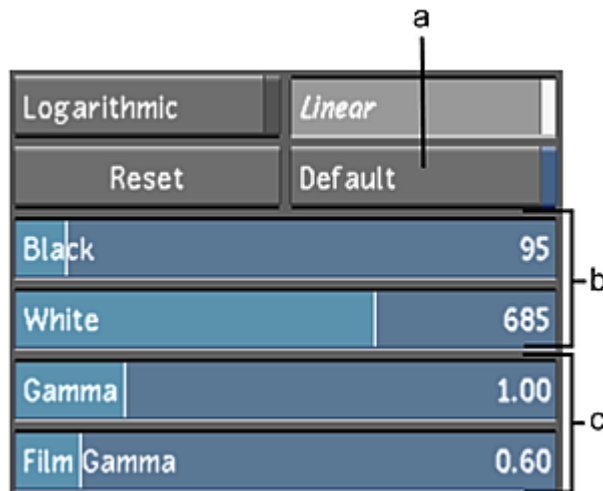 a
Logarithmic Linear
Reset Default
Black 95
b
White 685
Gamma 1.00
c
Film Gamma 0.60